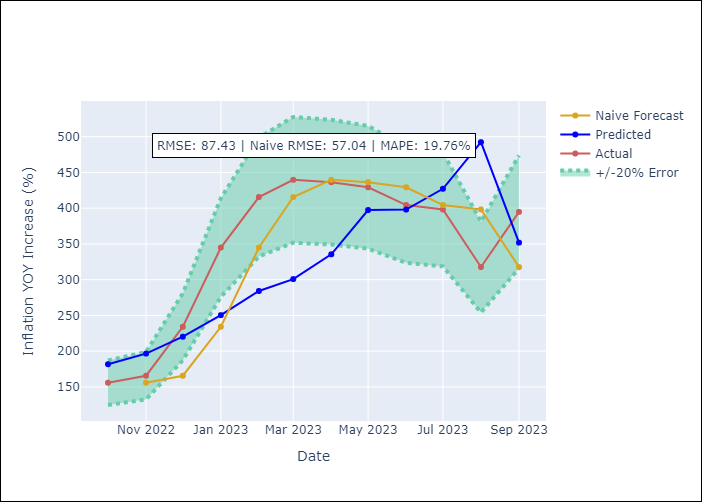 RMSE: 87.43 | Naive RMSE: 57.04 | MAPE: 19.76%
Naive Forecast
Predicted
Actual
+/-20% Error
Inflation YOY Increase (%)
500
450
400
350
300
250
200
150
Nov 2022 Jan 2023 Mar 2023 May 2023 Jul 2023 Sep 2023
Date